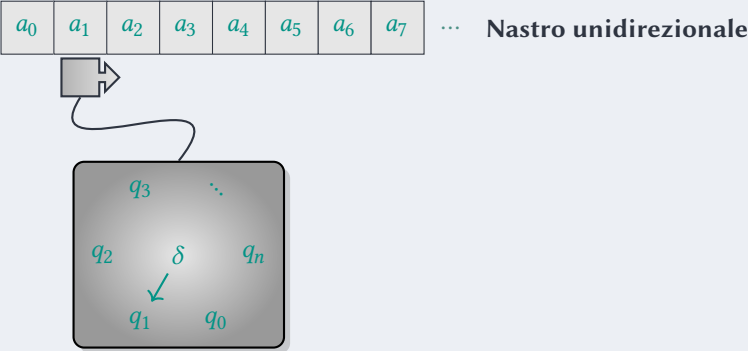 a0 a1 a2 a3 a4 a5 a6 a7 ⋯ Nastro unidirezionale
q3 ⋱
q2 δ qn
q1 q0